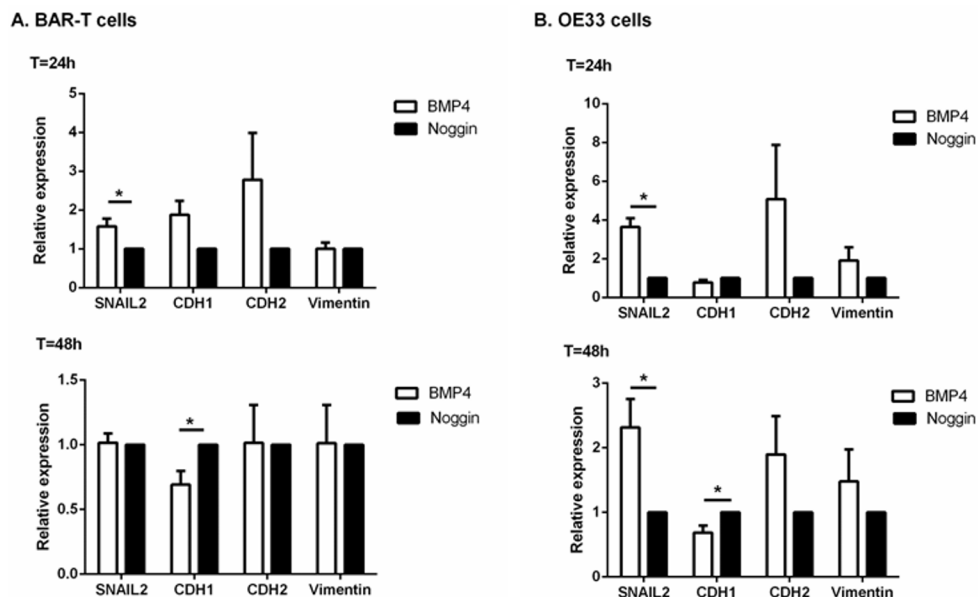 A. BAR-T cells
T=24h
Relative expression
5
4
3
2
1
0
*
SNAIL2 CDH1 CDH2 Vimentin
BMP4
Noggin
T=48h
Relative expression
1.5
1.0
0.5
0.0
*
SNAIL2 CDH1 CDH2 Vimentin
BMP4
Noggin
B. OE33 cells
T=24h
Relative expression
10
8
6
4
2
0
*
SNAIL2 CDH1 CDH2 Vimentin
BMP4
Noggin
T=48h
Relative expression
3
2
1
0
*
*
SNAIL2 CDH1 CDH2 Vimentin
BMP4
Noggin